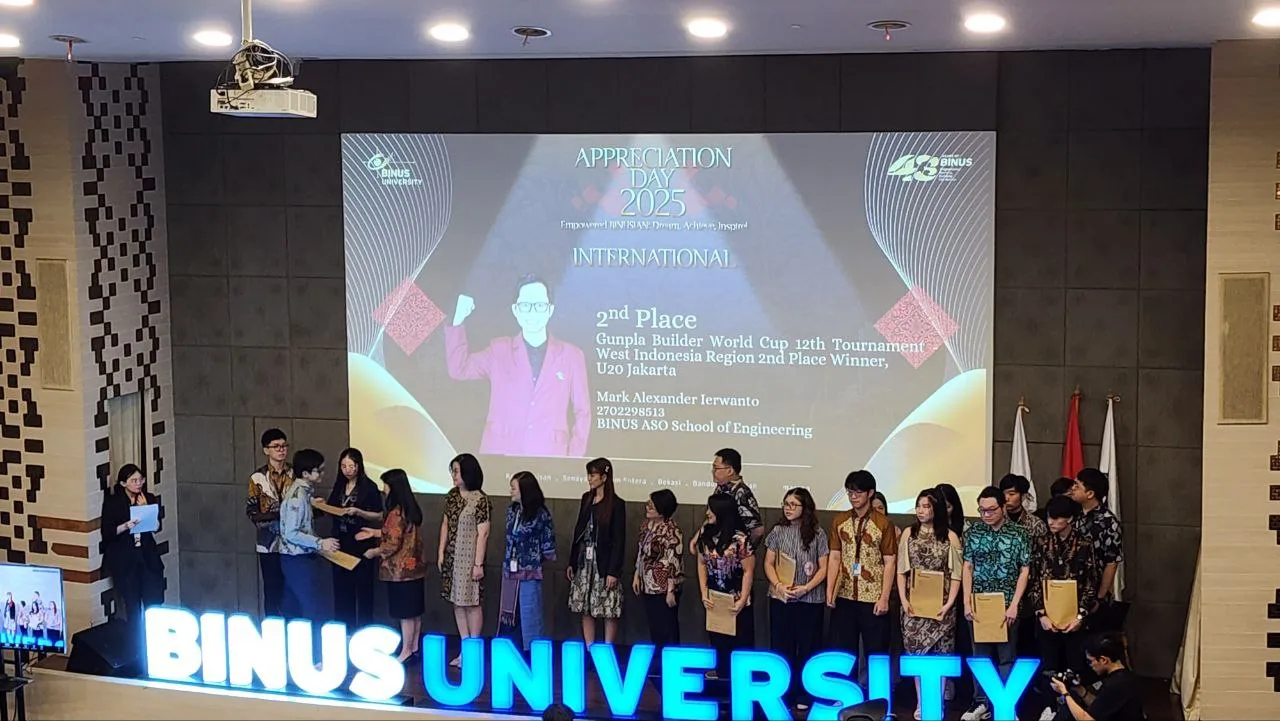 BINUS
UNIVERSITY
APPRECIATION
DAY
2025
Empowered BINUSIAN: Dream, Achieve, Inspire!
BINUS
INTERNATIONAL
2nd Place
Gunpla Builder World Cup 12th Tournament
West Indonesia Region 2nd Place Winner,
U20 Jakarta
Mark Alexander Ierwanto
2702298513
BINUS ASO School of Engineering
Bekasi
BINUS UNIVERSITY